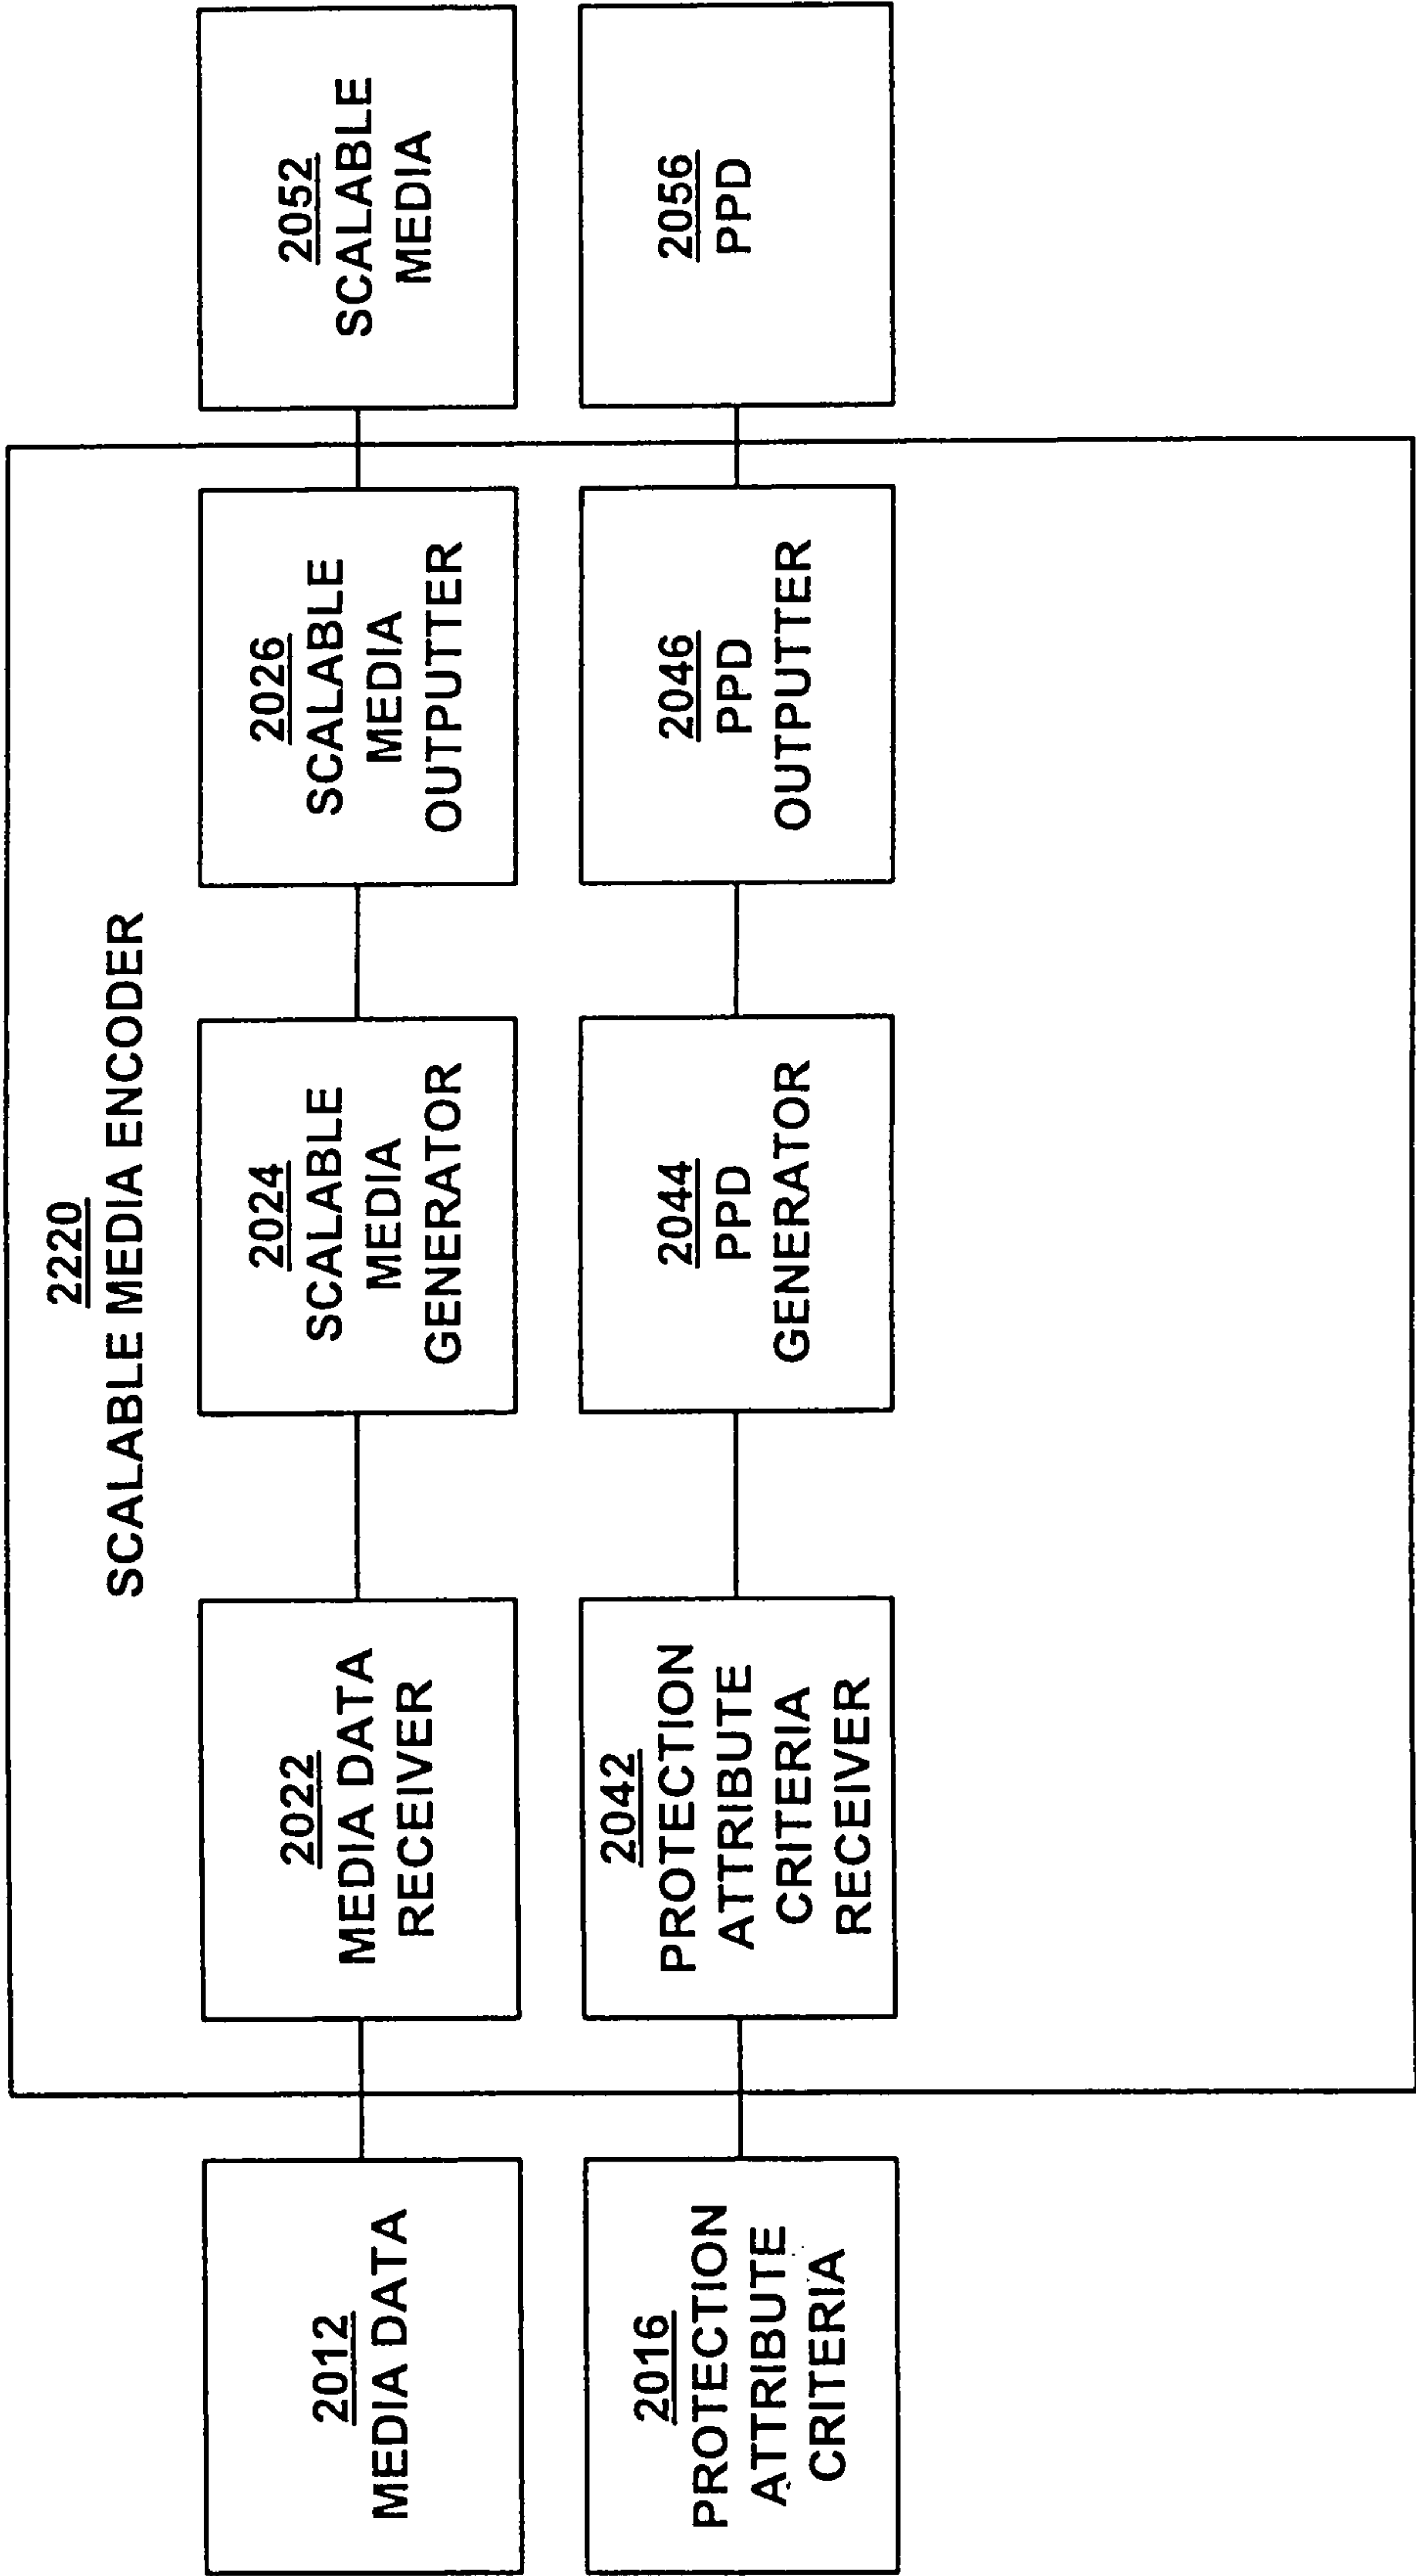 2220
SCALABLE MEDIA ENCODER
2012
MEDIA DATA
2022
MEDIA DATA
RECEIVER
2024
SCALABLE
MEDIA
GENERATOR
2026
SCALABLE
MEDIA
OUTPUTTER
2052
SCALABLE
MEDIA
2016
PROTECTION
ATTRIBUTE
CRITERIA
2042
PROTECTION
ATTRIBUTE
CRITERIA
RECEIVER
2044
PPD
GENERATOR
2046
PPD
OUTPUTTER
2056
PPD